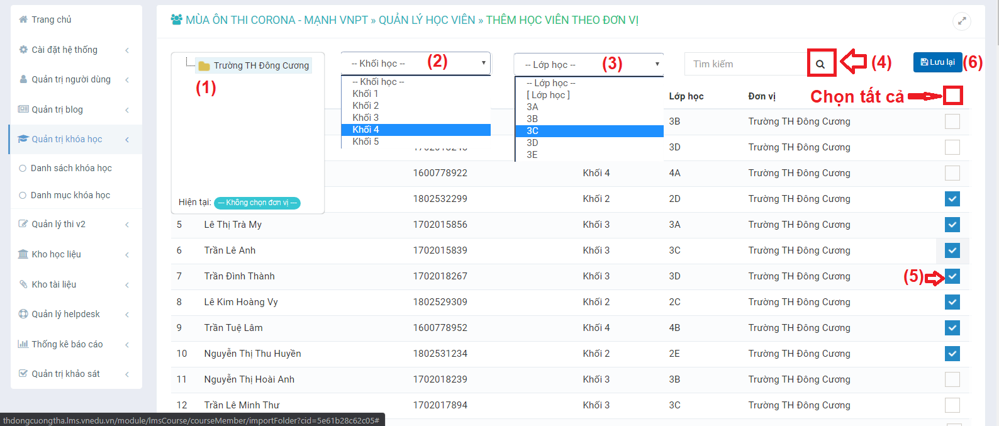 Trang chủ
Cài đặt hệ thống
Quản trị người dùng
Quản trị blog
Quản trị khóa học
Danh sách khóa học
Danh mục khóa học
Quản lý thi v2
Kho học liệu
Kho tài liệu
Quản lý helpdesk
Thống kê báo cáo
Quản trị khảo sát
MÙA ÔN THI CORONA - MẠNH VNPT » QUẢN LÝ HỌC VIÊN » THÊM HỌC VIÊN THEO ĐƠN VỊ
Trường TH Đông Cương
(1)
Hiện tại: --- Không chọn đơn vị ---
-- Khối học -- (2)
-- Khối học --
Khối 1
Khối 2
Khối 3
Khối 4
Khối 5
-- Lớp học -- (3)
-- Lớp học --
[ Lớp học ]
3A
3B
3C
3D
3E
Tìm kiếm (4) Lưu lại (6)
Chọn tất cả
Lớp học Đơn vị
3B Trường TH Đông Cương
3D Trường TH Đông Cương
1600778922 Khối 4 4A Trường TH Đông Cương
1802532299 Khối 2 2D Trường TH Đông Cương
5 Lê Thị Trà My 1702015856 Khối 3 3A Trường TH Đông Cương
6 Trần Lê Anh 1702015839 Khối 3 3C Trường TH Đông Cương
7 Trần Đình Thành 1702018267 Khối 3 3D Trường TH Đông Cương (5)
8 Lê Kim Hoàng Vy 1802529309 Khối 2 2C Trường TH Đông Cương
9 Trần Tuệ Lâm 1600778952 Khối 4 4B Trường TH Đông Cương
10 Nguyễn Thị Thu Huyền 1802531234 Khối 2 2E Trường TH Đông Cương
11 Nguyễn Thị Hoài Anh 1702018239 Khối 3 3B Trường TH Đông Cương
12 Trần Lê Minh Thư 1702017894 Khối 3 3C Trường TH Đông Cương
thdongcuongtha.lms.vnedu.vn/module/lmsCourse/courseMember/importFolder?cid=5e61b28c62c05#